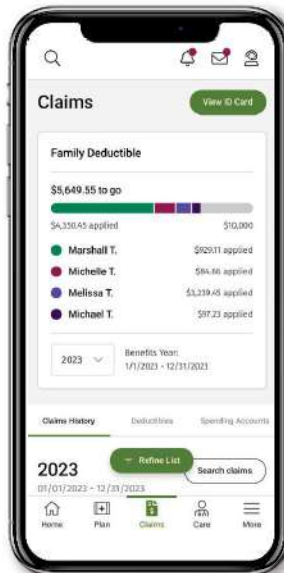 Claims
View ID Card
Family Deductible
$5,649.55 to go
$4,350.45 applied $10,000
Marshall T. $929.11 applied
Michelle T. $84.66 applied
Melissa T. $3,239.45 applied
Michael T. $97.23 applied
2023
Benefits Year:
1/1/2023 - 12/31/2023
Claims History Deductibles Spending Accounts
2023
Refine List
Search claims
01/01/2023 - 12/31/2023
Home Plan Claims Care More